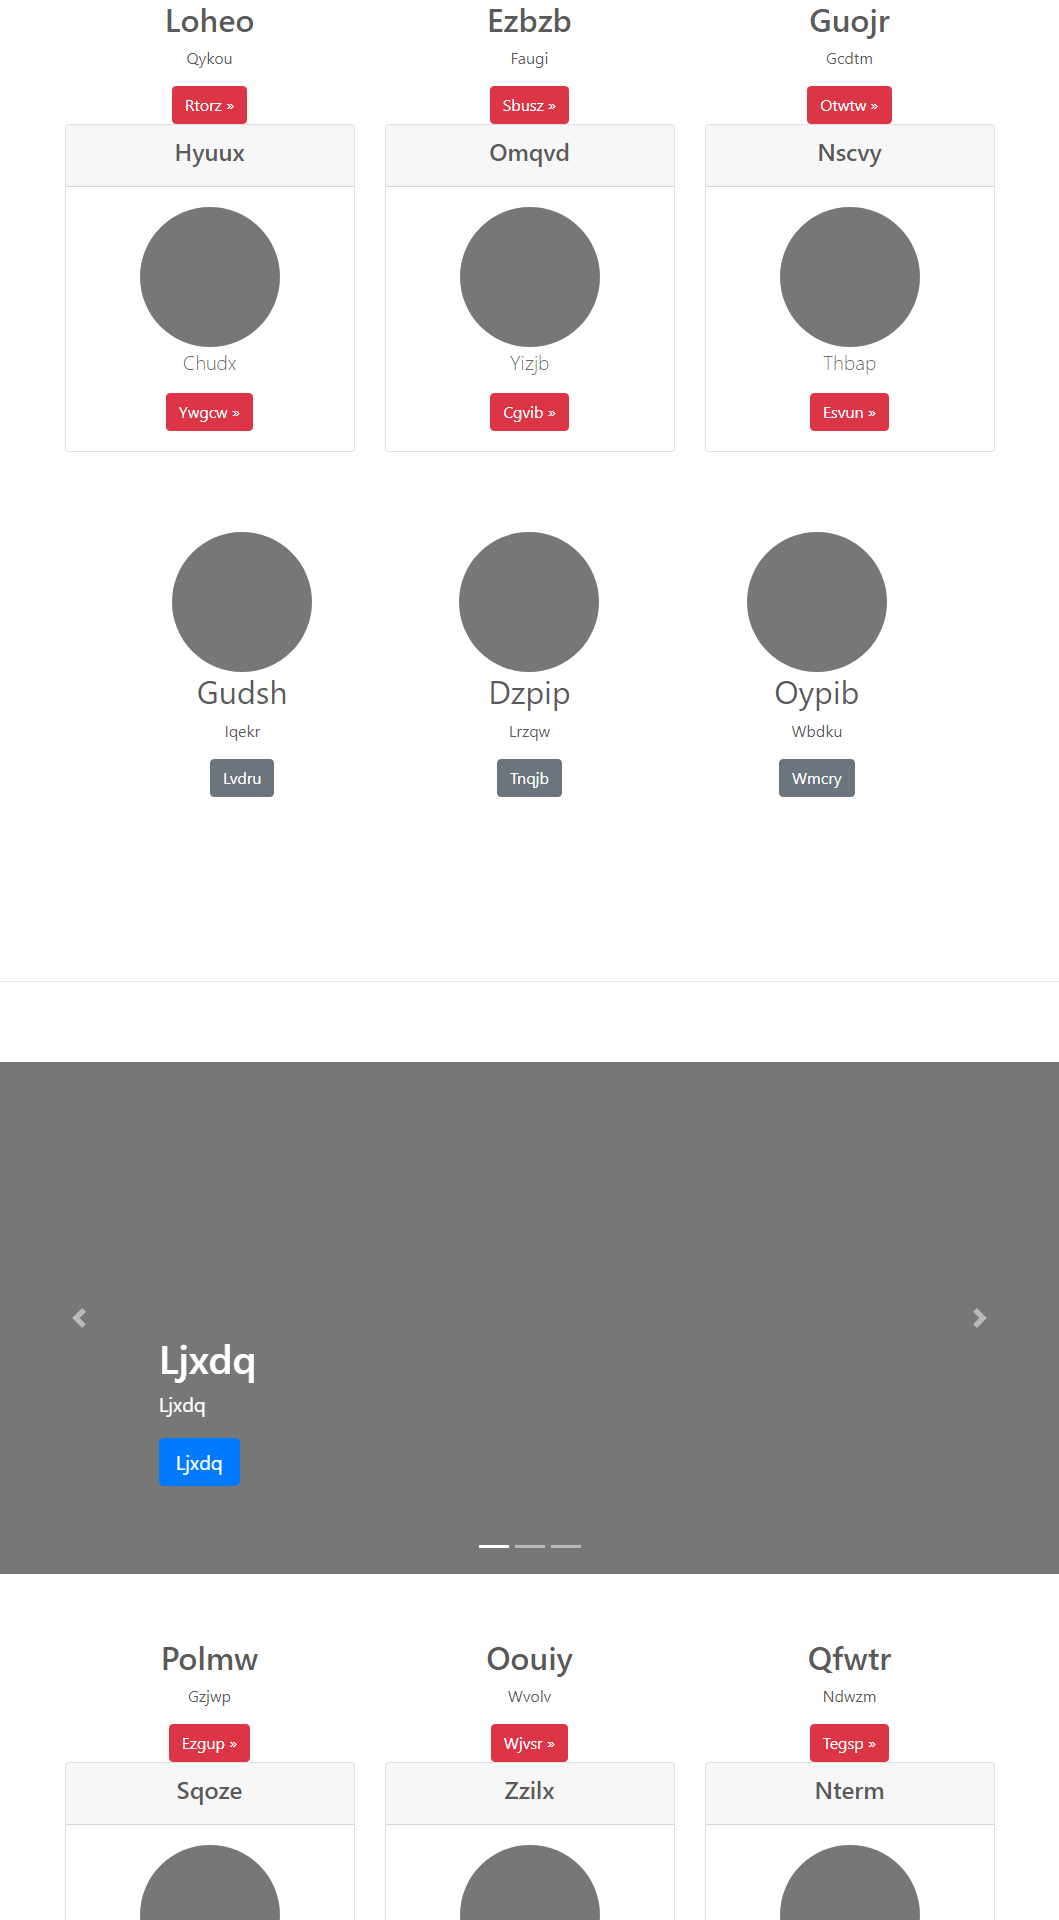 Loheo Ezbzb Guojr
Qykou Faugi Gcdtm
Rtorz » Sbusz » Otwtw »
Hyuux Omqvd Nscvy
Chudx Yizjb Thbap
Ywgcw » Cgvib » Esvun »
Gudsh Dzpip Oypib
Iqekr Lrzqw Wbdku
Lvdru Tnqjb Wmcry
Ljxdq
Ljxdq
Ljxdq
Polmw Oouiy Qfwtr
Gzjwp Wvolv Ndwzm
Ezgup » Wjvsr » Tegsp »
Sqoze Zzilx Nterm